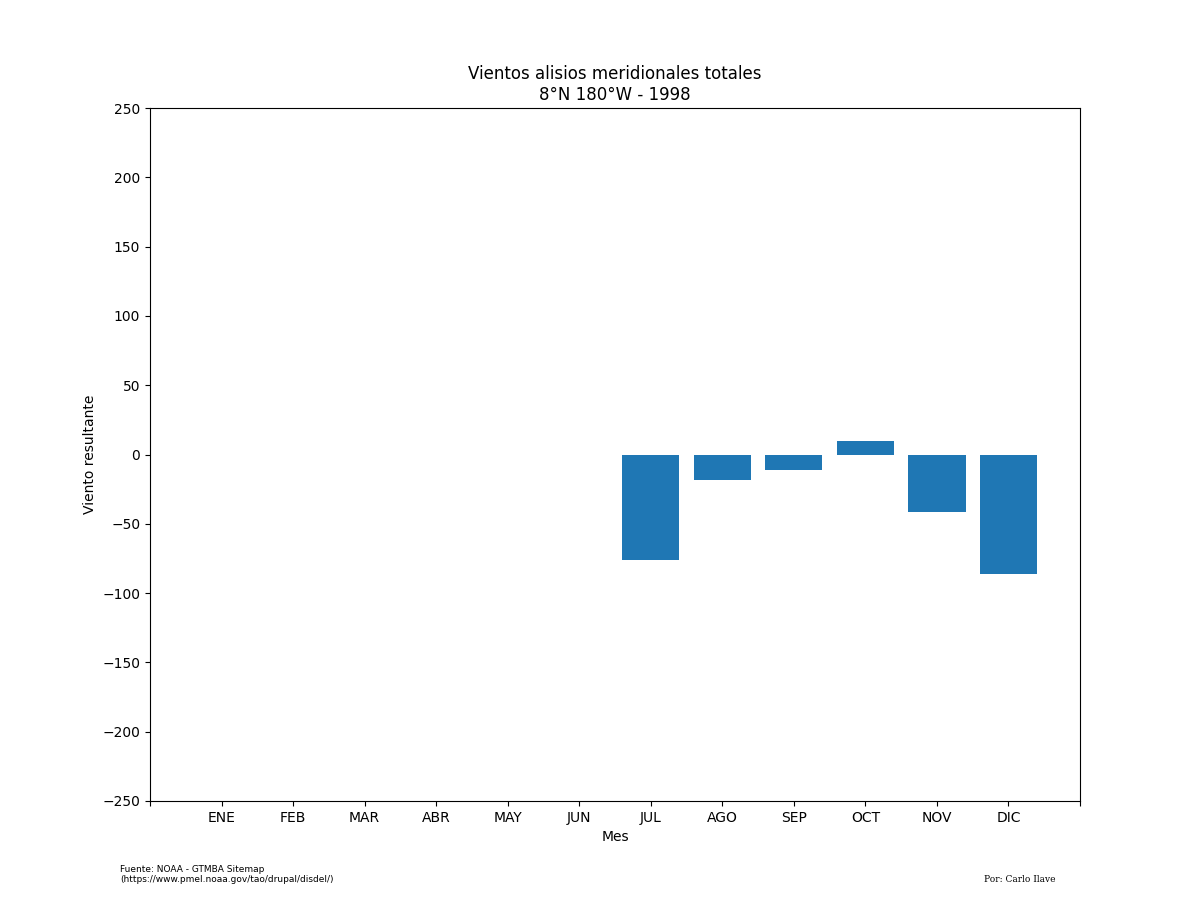 Vientos alisios meridionales totales
8°N 180°W - 1998
250
200
150
100
50
0
−50
−100
−150
−200
−250
Viento resultante
ENE FEB MAR ABR MAY JUN JUL AGO SEP OCT NOV DIC
Mes
Fuente: NOAA - GTMBA Sitemap
(https://www.pmel.noaa.gov/tao/drupal/disdel/)
Por: Carlo Ilave